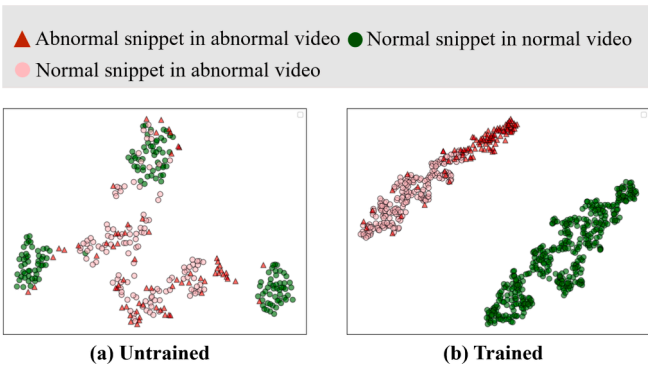 Abnormal snippet in abnormal video Normal snippet in normal video
Normal snippet in abnormal video
(a) Untrained (b) Trained